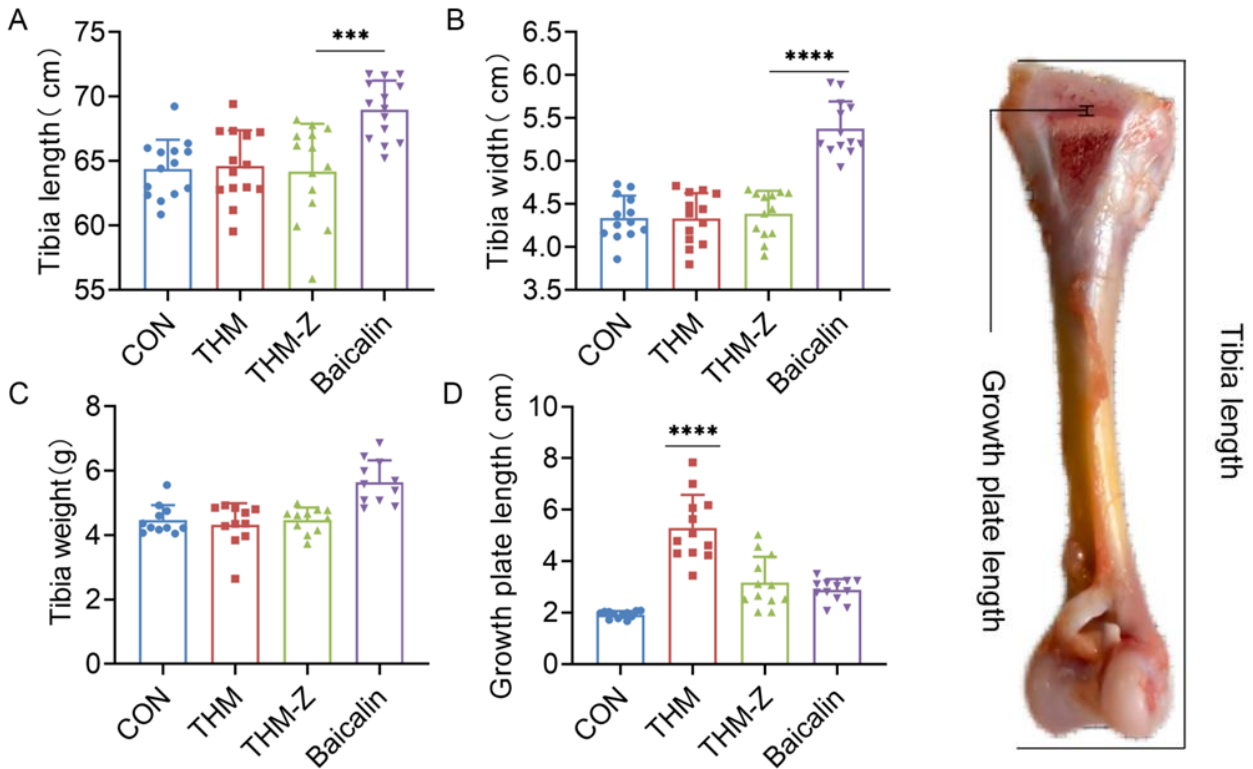 A
Tibia length( cm)
75
70
65
60
55
***
CON
THM
THM-Z
Baicalin
B
Tibia width( cm)
6.5
6.0
5.5
5.0
4.5
4.0
3.5
****
CON
THM
THM-Z
Baicalin
C
Tibia weight(g)
8
6
4
2
0
CON
THM
THM-Z
Baicalin
D
Growth plate length( cm)
10
8
6
4
2
0
****
CON
THM
THM-Z
Baicalin
Growth plate length
Tibia length